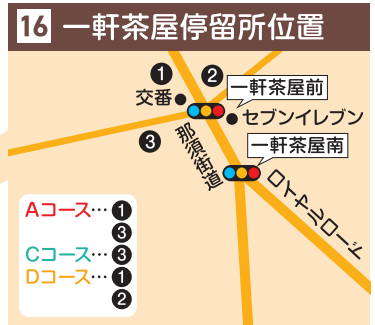 16 一軒茶屋停留所位置
1
2
一軒茶屋前
交番
セブンイレブン
3
那須街道
一軒茶屋南
ロイヤルロード
Aコース…1
3
Cコース…3
Dコース…1
2